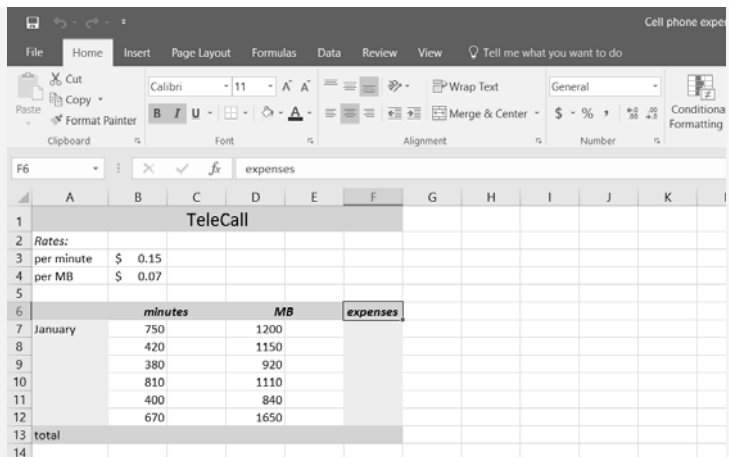 Cell phone expe
File Home Insert Page Layout Formulas Data Review View Tell me what you want to do
Cut
Copy
Format Painter
Paste
Calibri 11 A A
B I U A
Wrap Text
Merge & Center
General
$ % ,
Conditiona
Formatting
Clipboard Font Alignment Number
F6 fx expenses
A B C D E F G H I J K
1 TeleCall
2 Rates:
3 per minute $ 0.15
4 per MB $ 0.07
5
6 minutes MB expenses
7 January 750 1200
8 420 1150
9 380 920
10 810 1110
11 400 840
12 670 1650
13 total
14